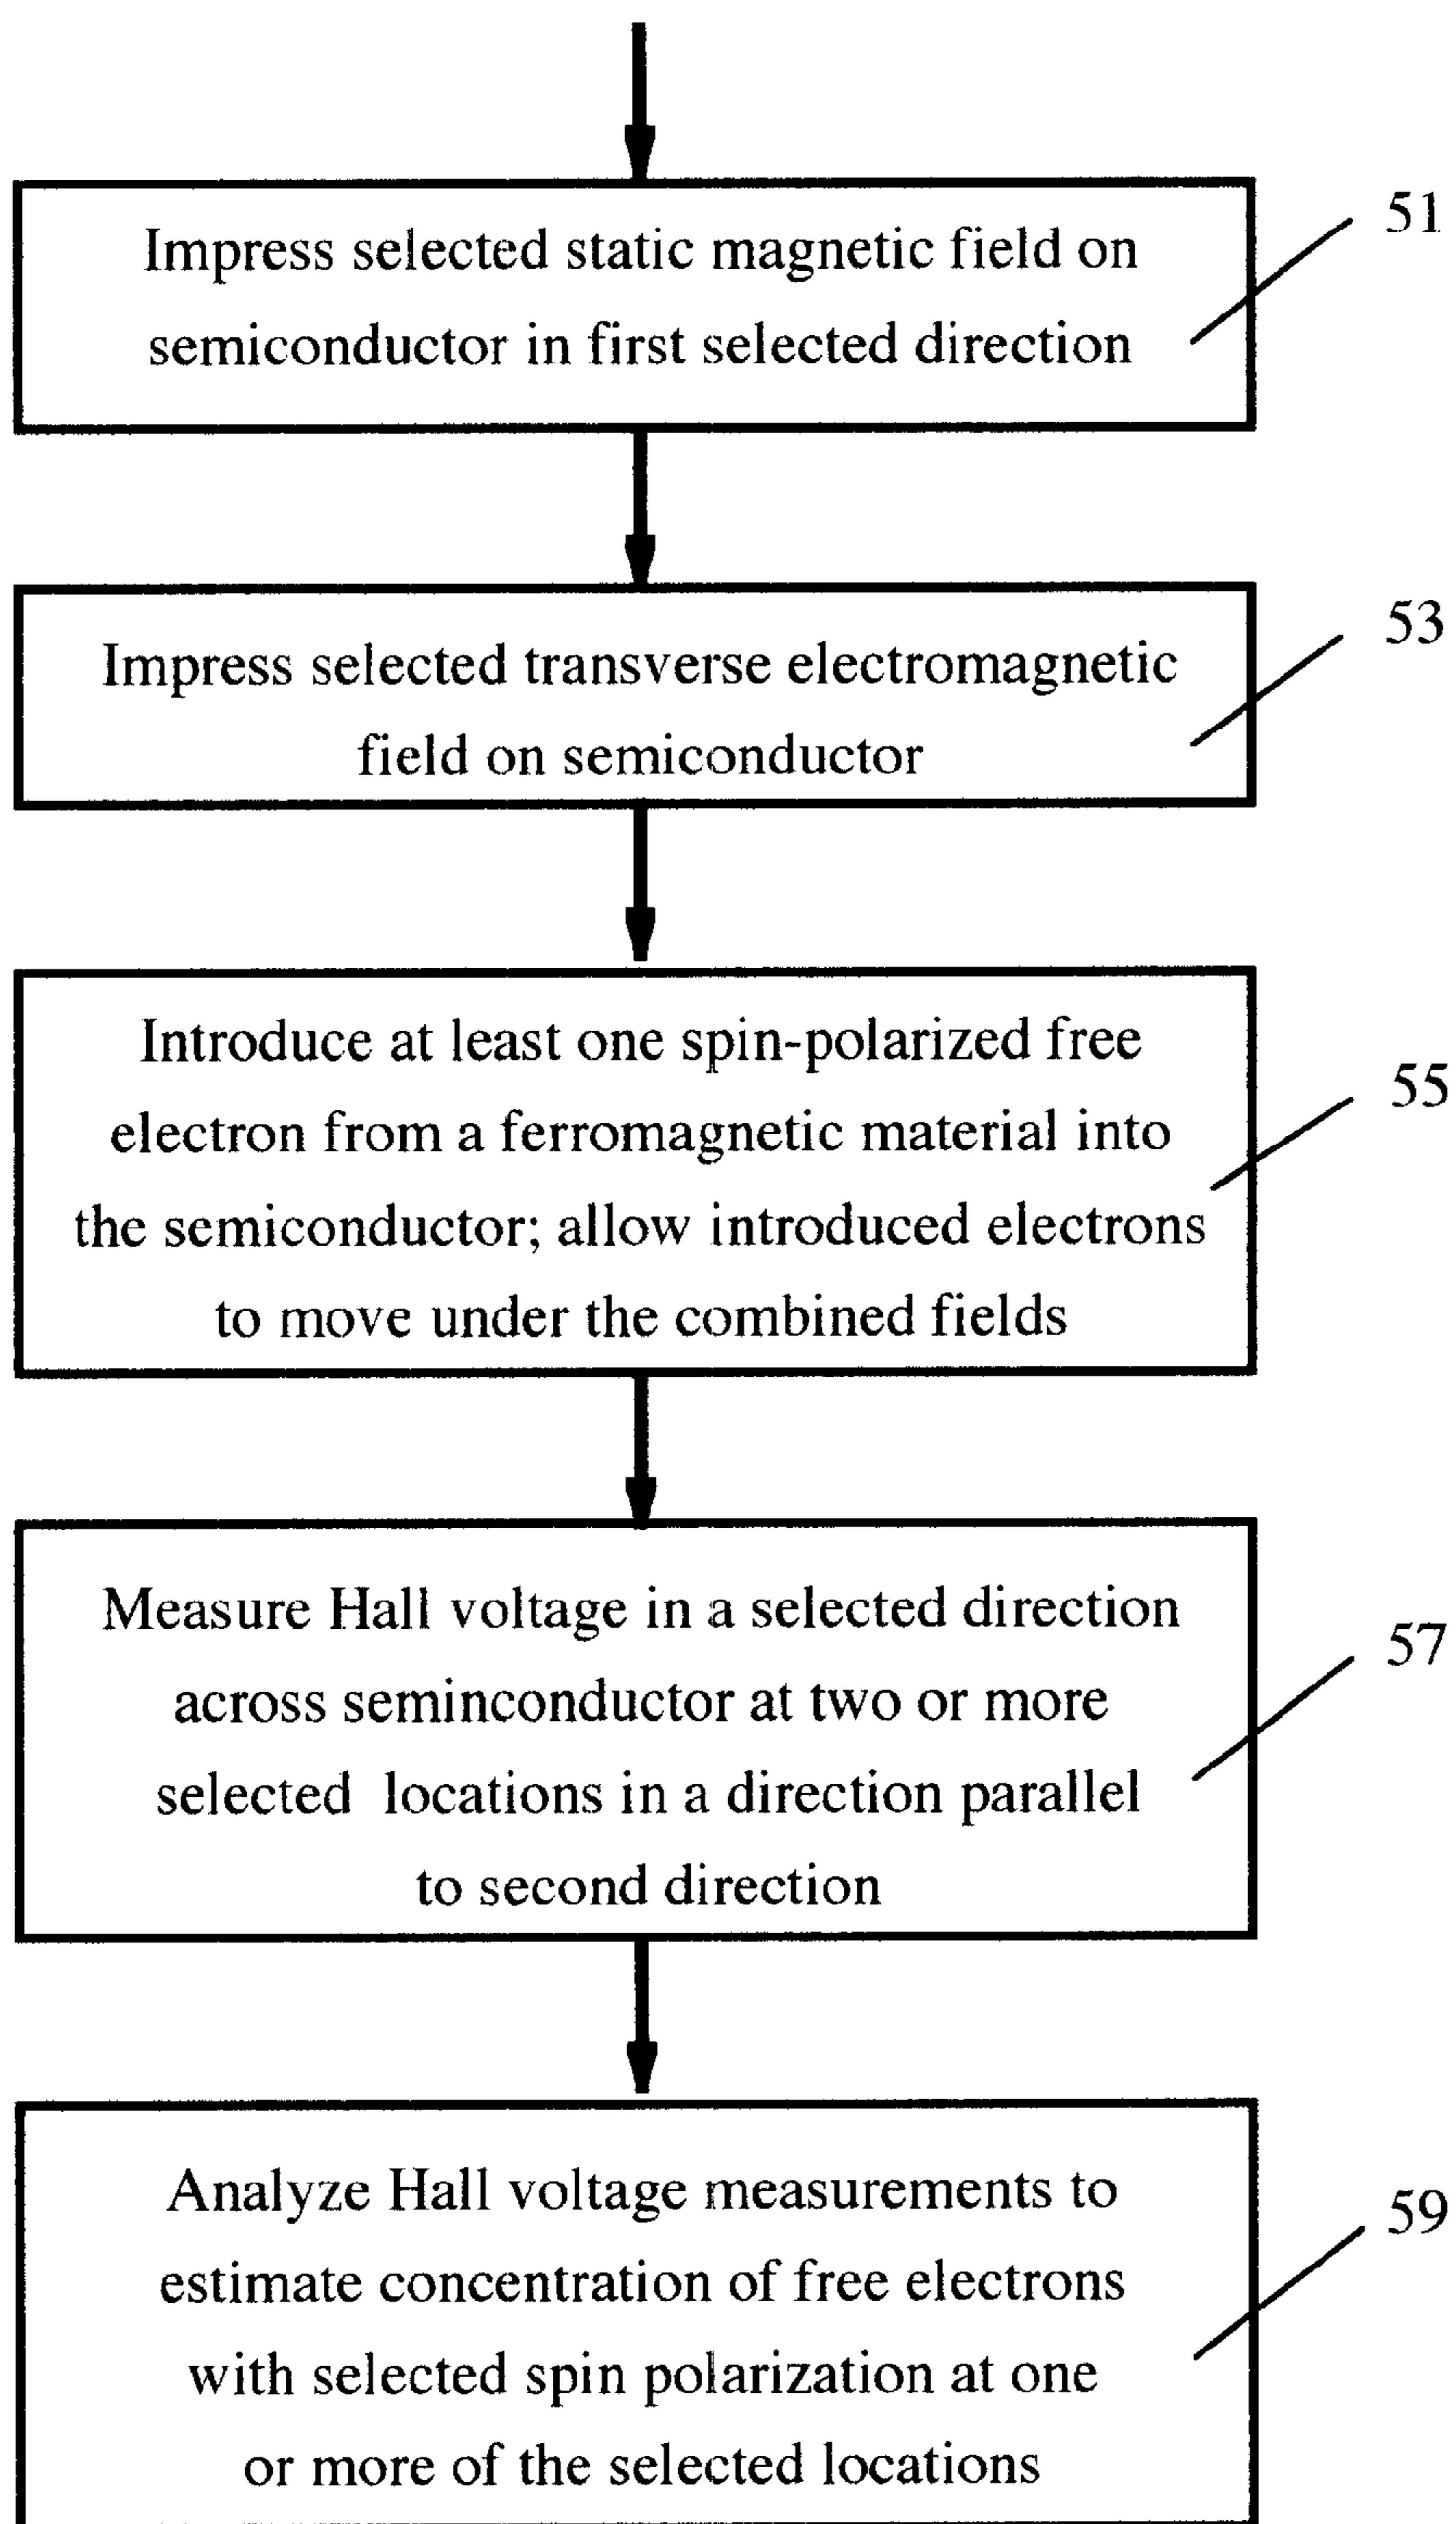 Impress selected static magnetic field on
semiconductor in first selected direction
51
Impress selected transverse electromagnetic
field on semiconductor
53
Introduce at least one spin-polarized free
electron from a ferromagnetic material into
the semiconductor; allow introduced electrons
to move under the combined fields
55
Measure Hall voltage in a selected direction
across seminconductor at two or more
selected locations in a direction parallel
to second direction
57
Analyze Hall voltage measurements to
estimate concentration of free electrons
with selected spin polarization at one
or more of the selected locations
59